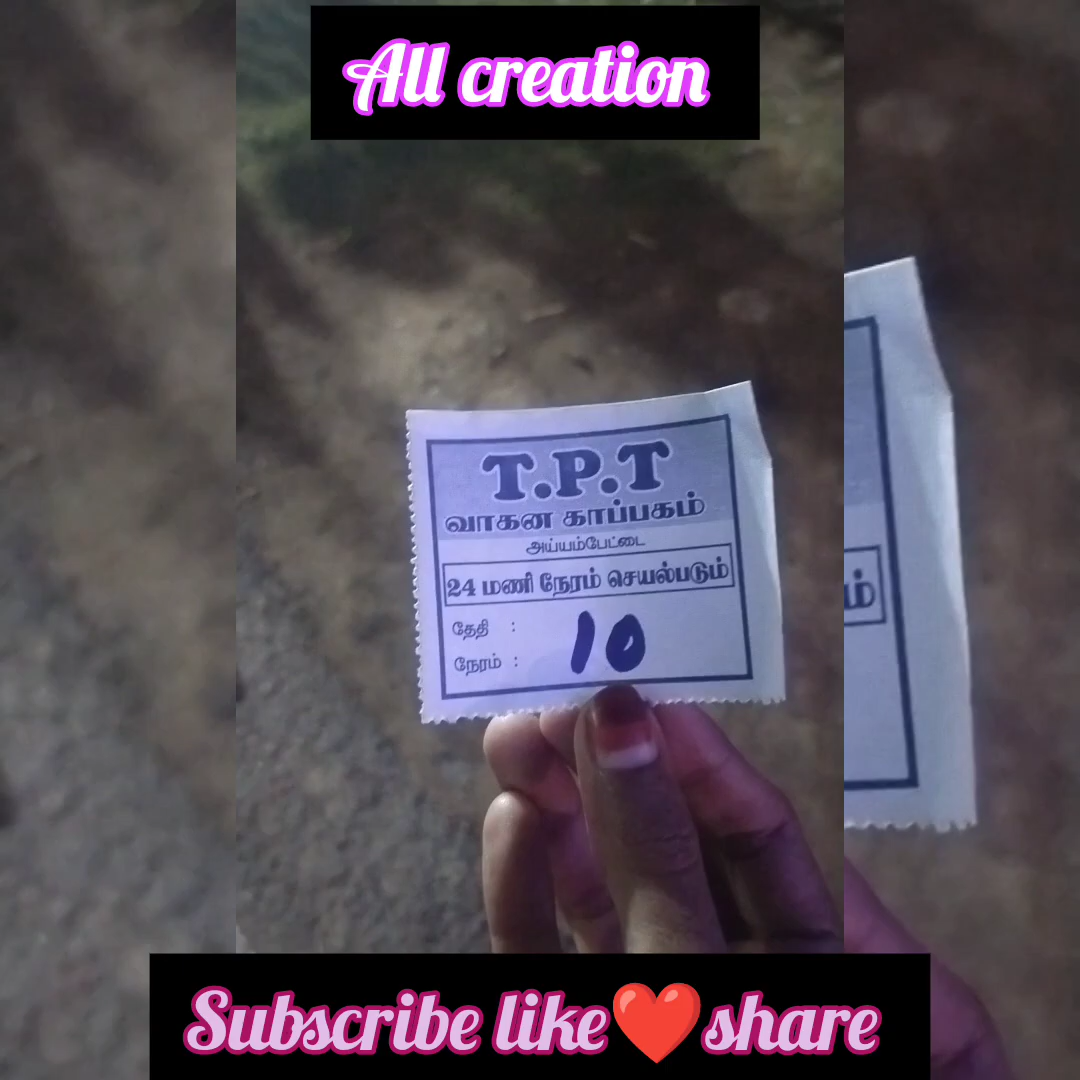 All creation
T.P.T
வாகன காப்பகம்
அய்யம்பேட்டை
24 மணி நேரம் செயல்படும்
தேதி :
நேரம் :
10
ம்
Subscribe like❤️share